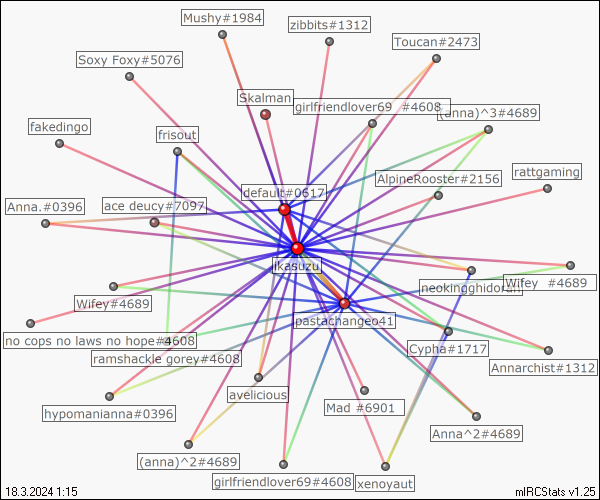 Mushy#1984
zibbits#1312
Toucan#2473
Soxy Foxy#5076
Skalman
girlfriendlover69 #4608
(anna)^3#4689
fakedingo
frisout
AlpineRooster#2156
rattgaming
default#0617
Anna.#0396
ace deucy#7097
ikasuzu
neokingghidorah
Wifey #4689
Wifey#4689
pastachangeo41
no cops no laws no hope#4608
Cypha#1717
ramshackle gorey#4608
Annarchist#1312
avelicious
hypomanianna#0396
Mad #6901
Anna^2#4689
(anna)^2#4689
girlfriendlover69#4608
xenoyaut
18.3.2024 1:15
mIRCStats v1.25